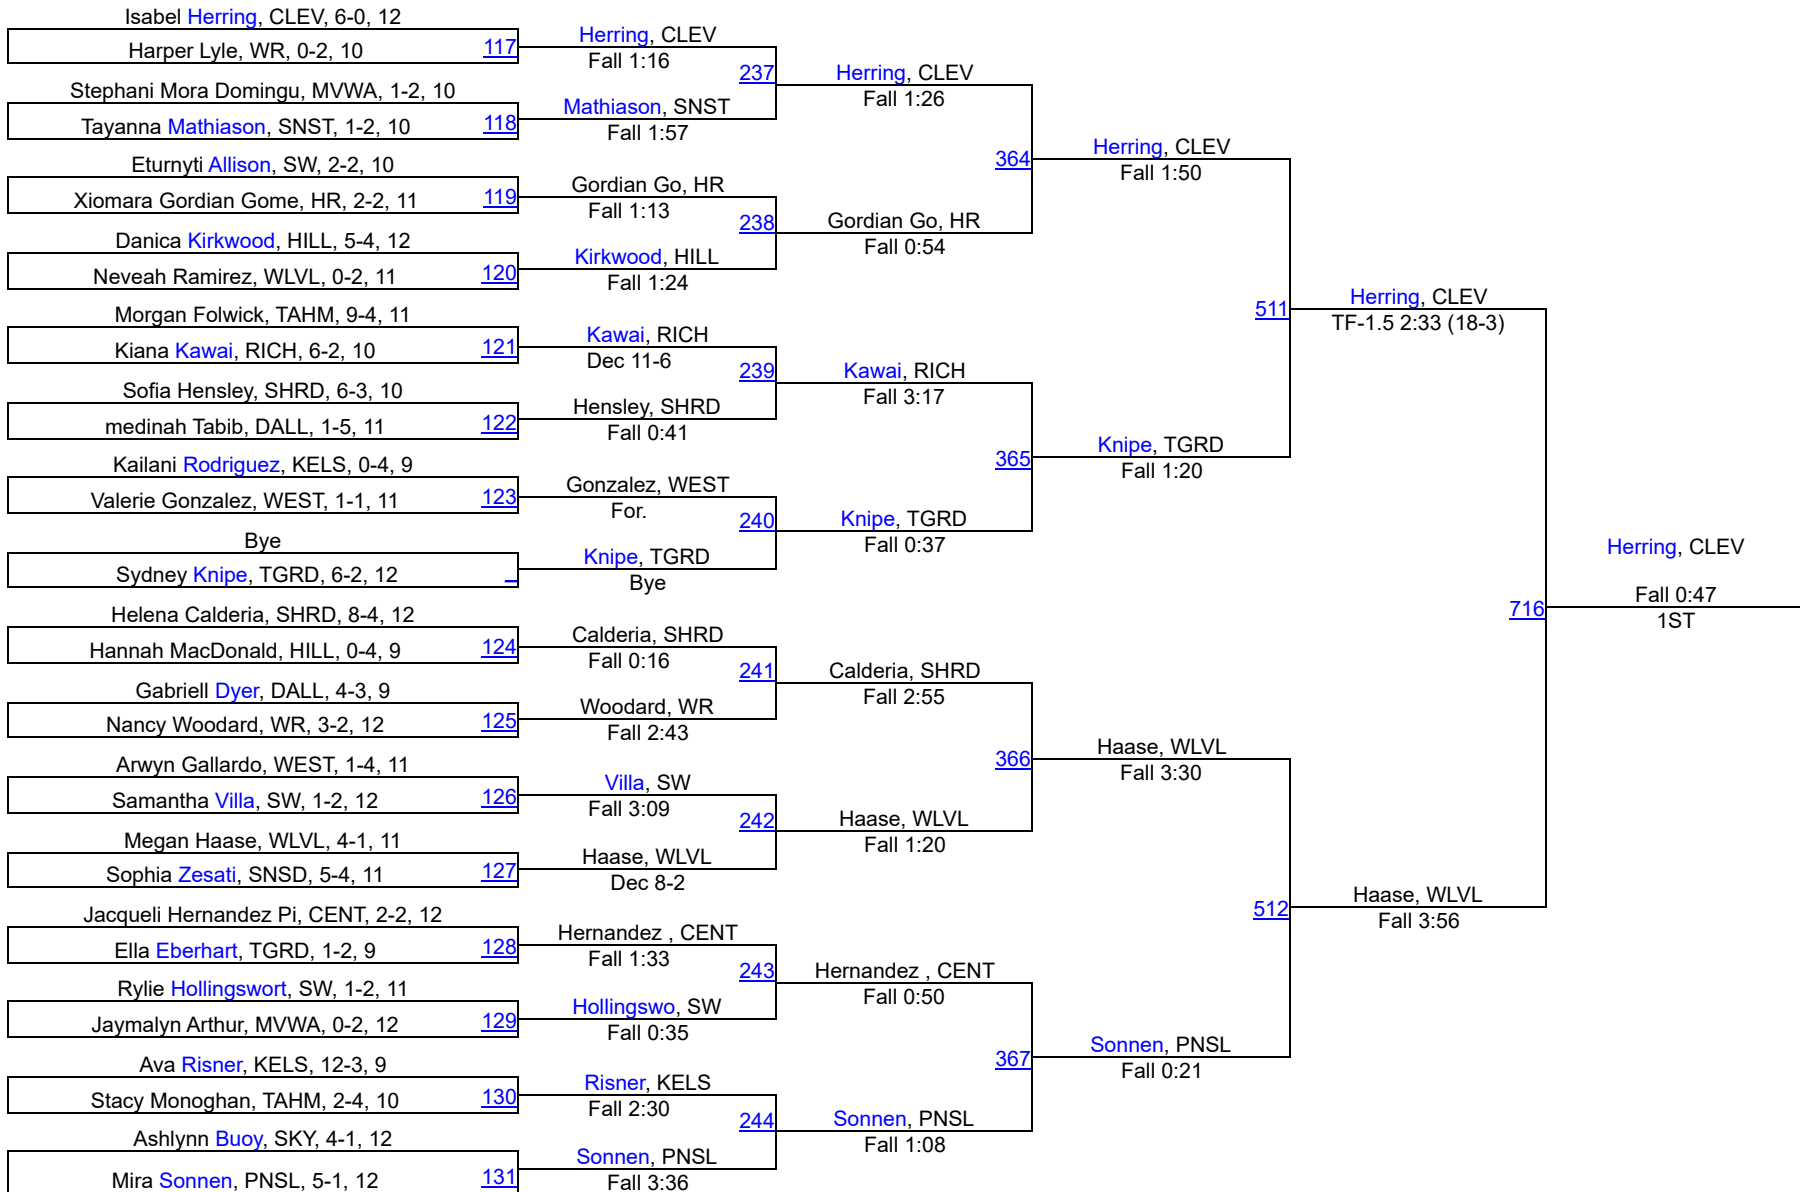 Isabel Herring, CLEV, 6-0, 12
Harper Lyle, WR, 0-2, 10
117
Stephani Mora Domingu, MVWA, 1-2, 10
Tayanna Mathiason, SNST, 1-2, 10
118
Eturnyti Allison, SW, 2-2, 10
Xiomara Gordian Gome, HR, 2-2, 11
119
Danica Kirkwood, HILL, 5-4, 12
Neveah Ramirez, WLVL, 0-2, 11
120
Morgan Folwick, TAHM, 9-4, 11
Kiana Kawai, RICH, 6-2, 10
121
Sofia Hensley, SHRD, 6-3, 10
medinah Tabib, DALL, 1-5, 11
122
Kailani Rodriguez, KELS, 0-4, 9
Valerie Gonzalez, WEST, 1-1, 11
123
Bye
Sydney Knipe, TGRD, 6-2, 12
Helena Calderia, SHRD, 8-4, 12
Hannah MacDonald, HILL, 0-4, 9
124
Gabriell Dyer, DALL, 4-3, 9
Nancy Woodard, WR, 3-2, 12
125
Arwyn Gallardo, WEST, 1-4, 11
Samantha Villa, SW, 1-2, 12
126
Megan Haase, WLVL, 4-1, 11
Sophia Zesati, SNSD, 5-4, 11
127
Jacqueli Hernandez Pi, CENT, 2-2, 12
Ella Eberhart, TGRD, 1-2, 9
128
Rylie Hollingswort, SW, 1-2, 11
Jaymalyn Arthur, MVWA, 0-2, 12
129
Ava Risner, KELS, 12-3, 9
Stacy Monoghan, TAHM, 2-4, 10
130
Ashlynn Buoy, SKY, 4-1, 12
Mira Sonnen, PNSL, 5-1, 12
131
Herring, CLEV
Fall 1:16
237
Mathiason, SNST
Fall 1:57
Gordian Go, HR
Fall 1:13
238
Kirkwood, HILL
Fall 1:24
Kawai, RICH
Dec 11-6
239
Hensley, SHRD
Fall 0:41
Gonzalez, WEST
For.
240
Knipe, TGRD
Bye
Calderia, SHRD
Fall 0:16
241
Woodard, WR
Fall 2:43
Villa, SW
Fall 3:09
242
Haase, WLVL
Dec 8-2
Hernandez , CENT
Fall 1:33
243
Hollingswo, SW
Fall 0:35
Risner, KELS
Fall 2:30
244
Sonnen, PNSL
Fall 3:36
Herring, CLEV
Fall 1:26
364
Gordian Go, HR
Fall 0:54
Kawai, RICH
Fall 3:17
365
Knipe, TGRD
Fall 0:37
Calderia, SHRD
Fall 2:55
366
Haase, WLVL
Fall 1:20
Hernandez , CENT
Fall 0:50
367
Sonnen, PNSL
Fall 1:08
Herring, CLEV
Fall 1:50
511
Knipe, TGRD
Fall 1:20
Haase, WLVL
Fall 3:30
512
Sonnen, PNSL
Fall 0:21
Herring, CLEV
TF-1.5 2:33 (18-3)
716
Haase, WLVL
Fall 3:56
Herring, CLEV
Fall 0:47
1ST